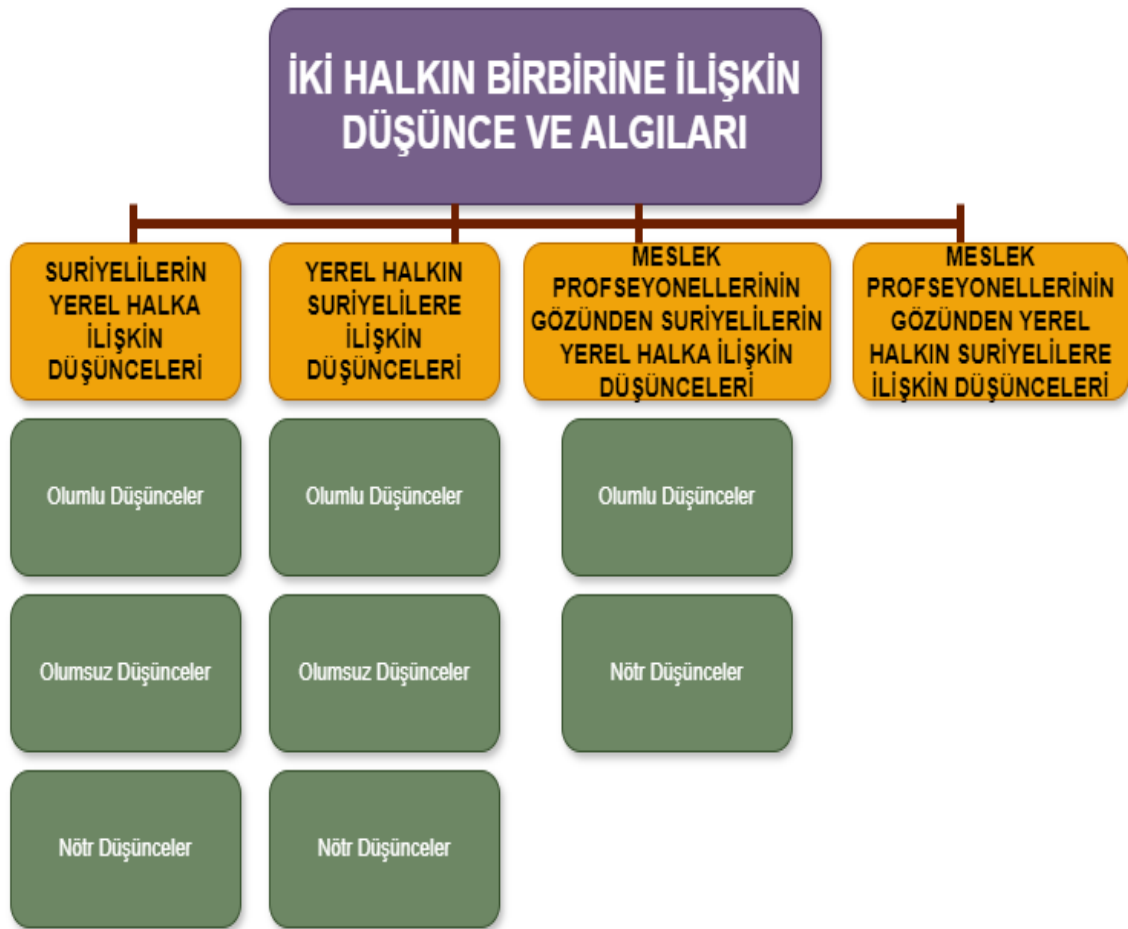 İKİ HALKIN BİRBİRİNE İLİŞKİN
DÜŞÜNCE VE ALGILARI
SURİYELİLERİN
YEREL HALKA
İLİŞKİN
DÜŞÜNCELERİ
Olumlu Düşünceler
Olumsuz Düşünceler
Nötr Düşünceler
YEREL HALKIN
SURİYELİLERE
İLİŞKİN
DÜŞÜNCELERİ
Olumlu Düşünceler
Olumsuz Düşünceler
Nötr Düşünceler
MESLEK
PROFSEYONELLERİNİN
GÖZÜNDEN SURİYELİLERİN
YEREL HALKA İLİŞKİN
DÜŞÜNCELERİ
Olumlu Düşünceler
Nötr Düşünceler
MESLEK
PROFSEYONELLERİNİN
GÖZÜNDEN YEREL
HALKIN SURİYELİLERE
İLİŞKİN DÜŞÜNCELERİ